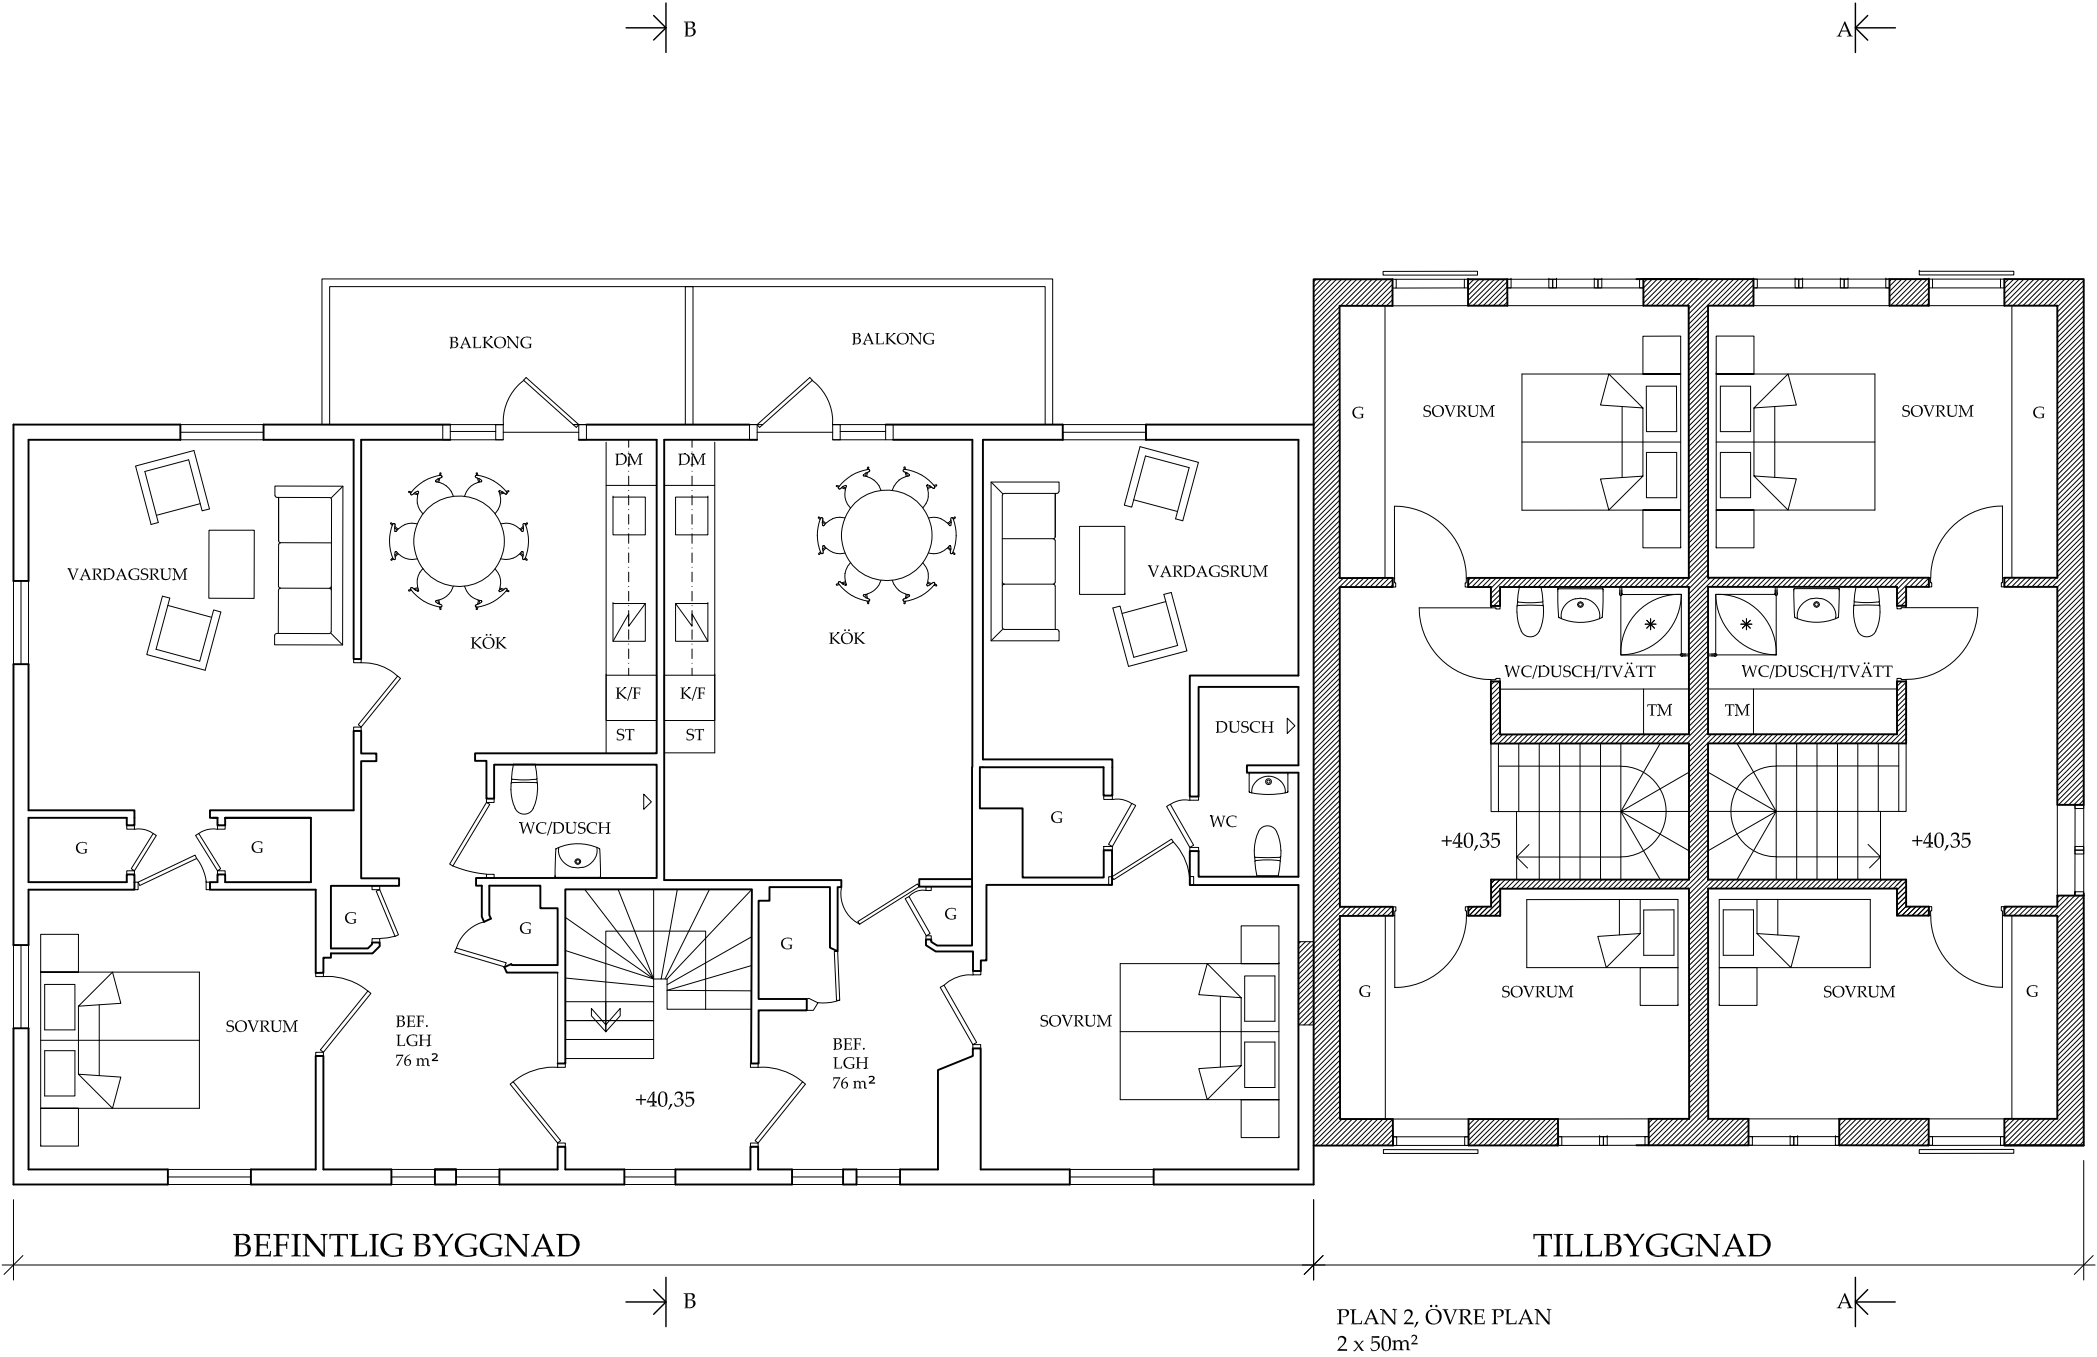 B
A
BALKONG
BALKONG
G
SOVRUM
SOVRUM
G
DM
DM
VARDAGSRUM
VARDAGSRUM
KÖK
KÖK
WC/DUSCH/TVÄTT
WC/DUSCH/TVÄTT
K/F
K/F
TM
TM
DUSCH
ST
ST
G
WC
WC/DUSCH
+40,35
+40,35
G
G
G
G
G
G
SOVRUM
BEF.
LGH
76 m²
SOVRUM
G
SOVRUM
SOVRUM
G
BEF.
LGH
76 m²
+40,35
BEFINTLIG BYGGNAD
TILLBYGGNAD
B
A
PLAN 2, ÖVRE PLAN
2 x 50m²